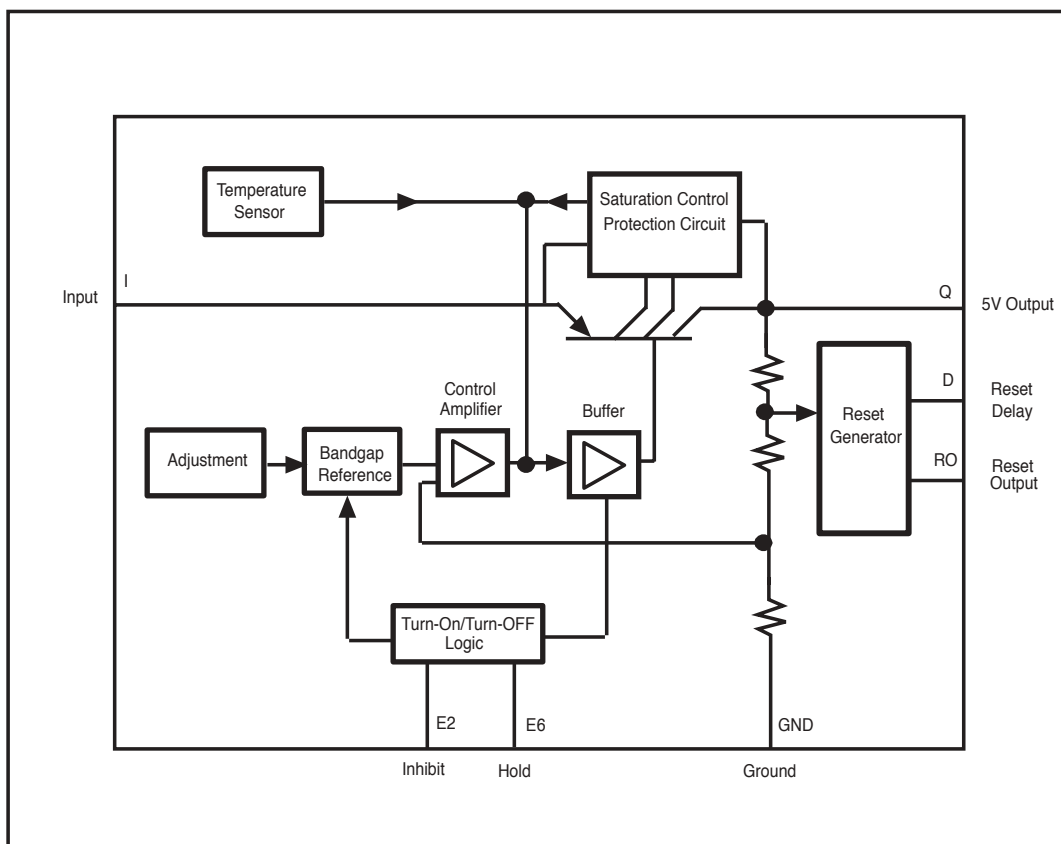 Temperature
Sensor
Saturation Control
Protection Circuit
I
Input
Q
5V Output
Control
Amplifier
Buffer
D
Reset
Delay
Reset
Generator
Adjustment
Bandgap
Reference
RO
Reset
Output
Turn-On/Turn-OFF
Logic
E2
E6
GND
Inhibit
Hold
Ground